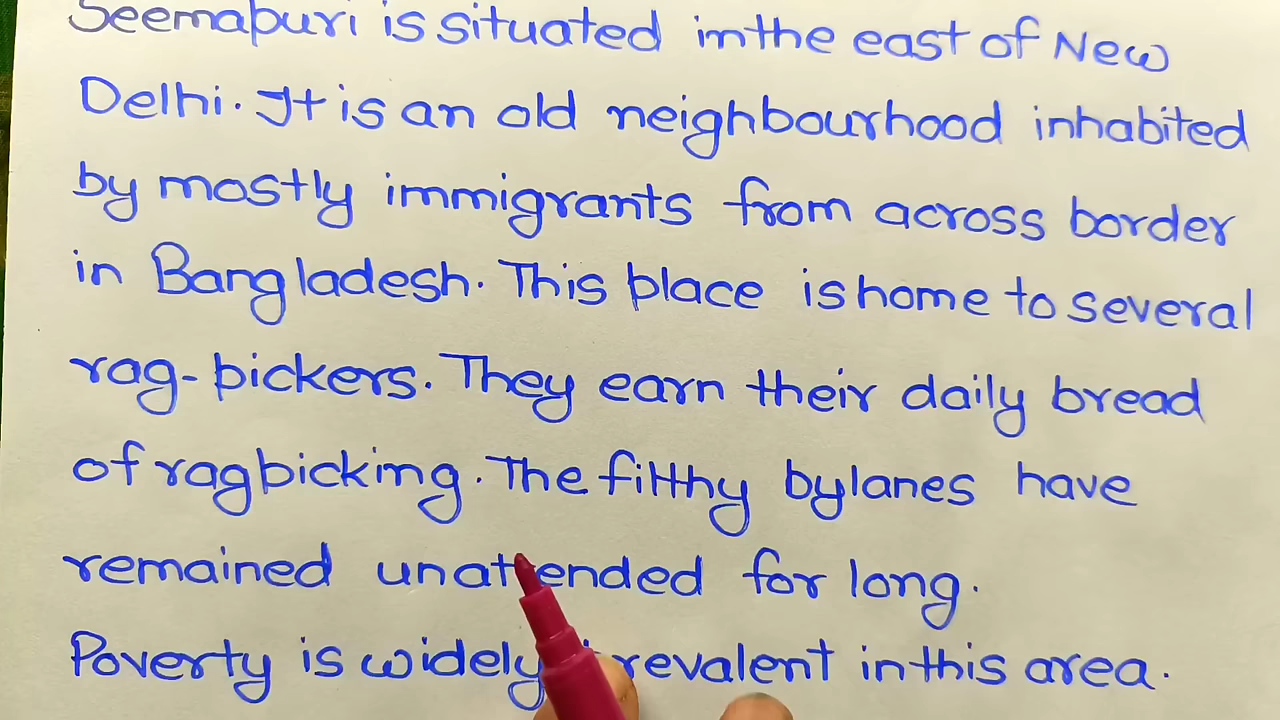 Seemapuri is situated in the east of New
Delhi. It is an old neighbourhood inhabited
by mostly immigrants from across border
in Bangladesh. This place is home to several
rag-pickers. They earn their daily bread
of ragpicking. The filthy bylanes have
remained unattended for long.
Poverty is widely prevalent in this area.